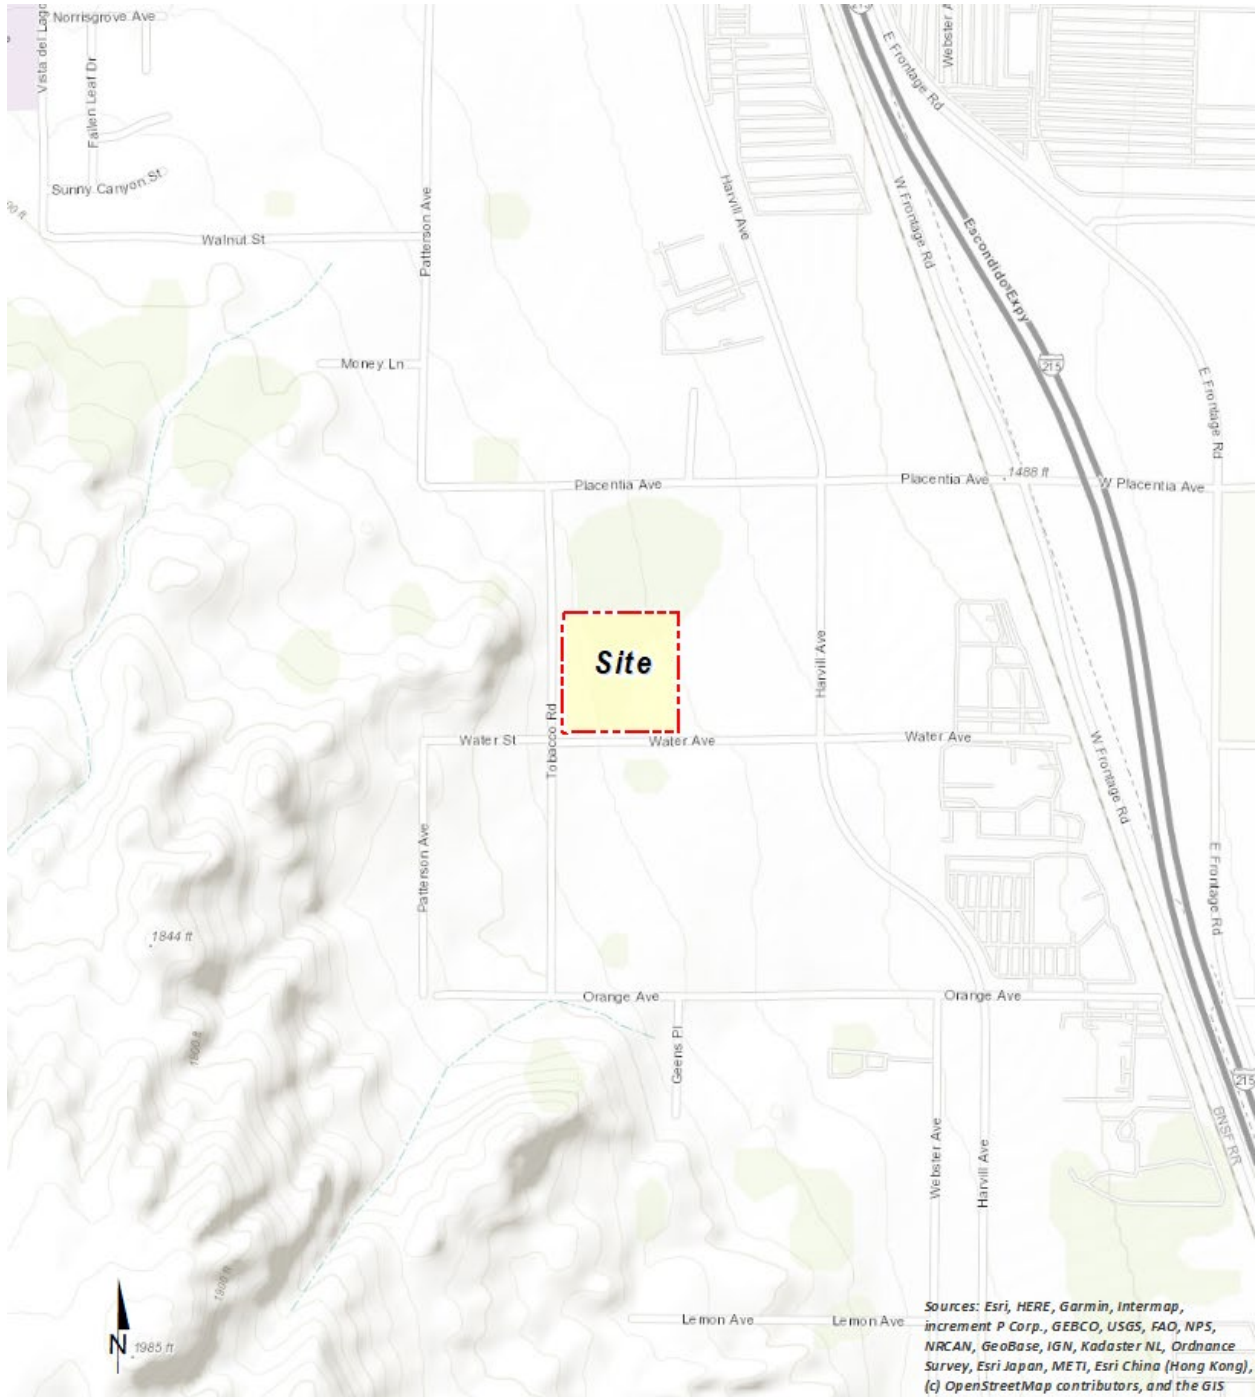 Norrisgrove Ave
Vista del Lago
Fallen Leaf Dr
Sunny Canyon St
Walnut St
Patterson Ave
Money Ln
Harvill Ave
E Frontage Rd
W Frontage Rd
Escondido Expy
215
E Frontage Rd
Placentia Ave
Placentia Ave
1488 ft
W Placentia Ave
Site
Harvill Ave
Tobacco Rd
Water St
Water Ave
Water Ave
W Frontage Rd
Patterson Ave
E Frontage Rd
1844 ft
Orange Ave
Orange Ave
1800 ft
Geens Pl
215
BNSF RR
Webster Ave
Harvill Ave
1800 ft
N
1985 ft
Lemon Ave
Lemon Ave
Sources: Esri, HERE, Garmin, Intermap,
increment P Corp., GEBCO, USGS, FAO, NPS,
NRCAN, GeoBase, IGN, Kadaster NL, Ordnance
Survey, Esri Japan, METI, Esri China (Hong Kong),
(c) OpenStreetMap contributors, and the GIS